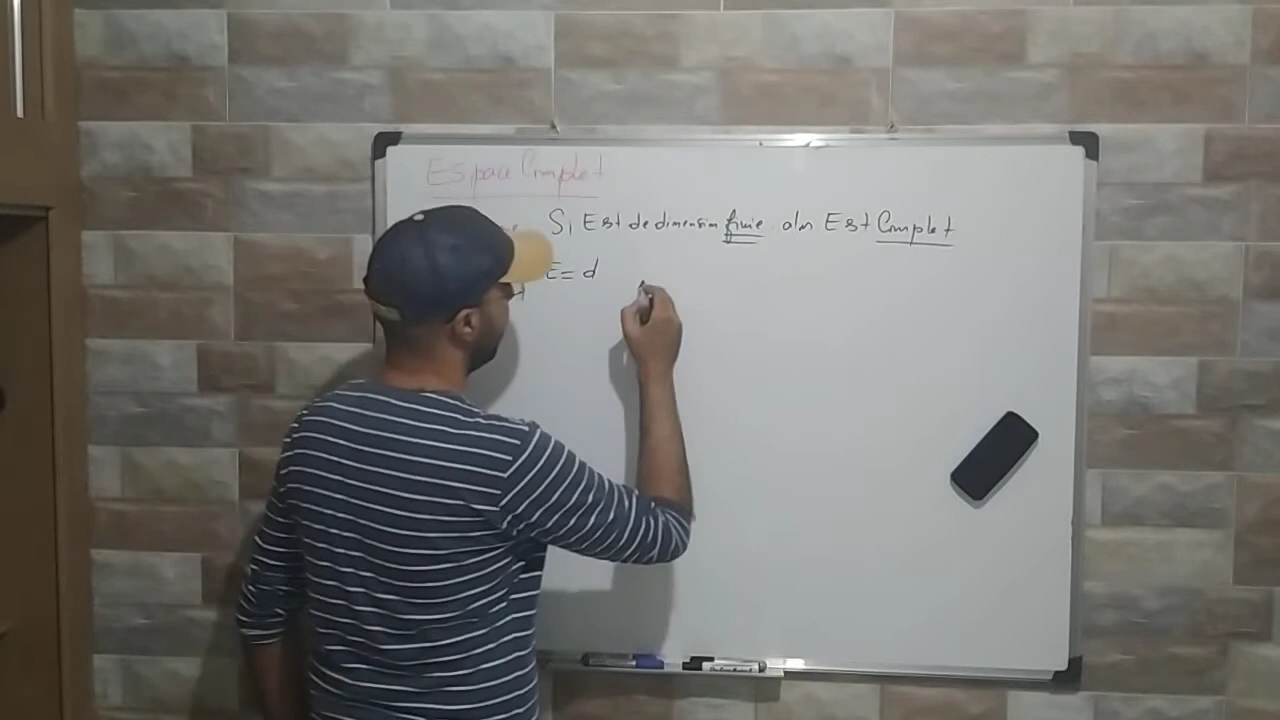 Espace Complet
Si E est de dimension finie alors E est Complet
E = d